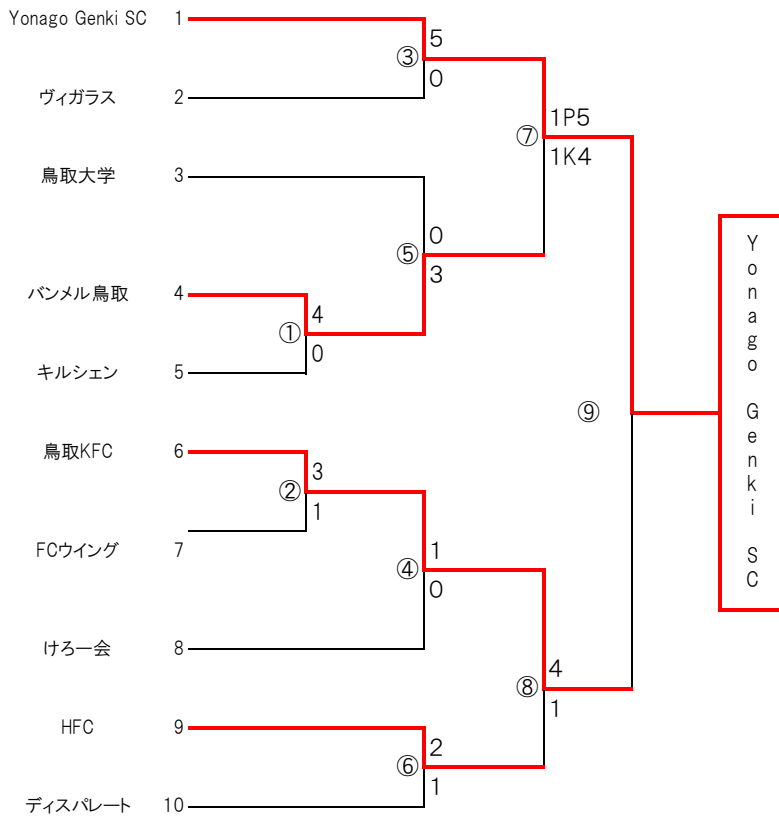 Yonago Genki SC 1
5
③
0
ヴィガラス 2
1P5
⑦
1K4
鳥取大学 3
0
⑤
3
バンメル鳥取 4
4
①
0
キルシェン 5
⑨
鳥取KFC 6
3
②
1
FCウイング 7
1
④
0
けろー会 8
4
⑧
1
HFC 9
2
⑥
1
ディスパレート 10
Yonago Genki SC